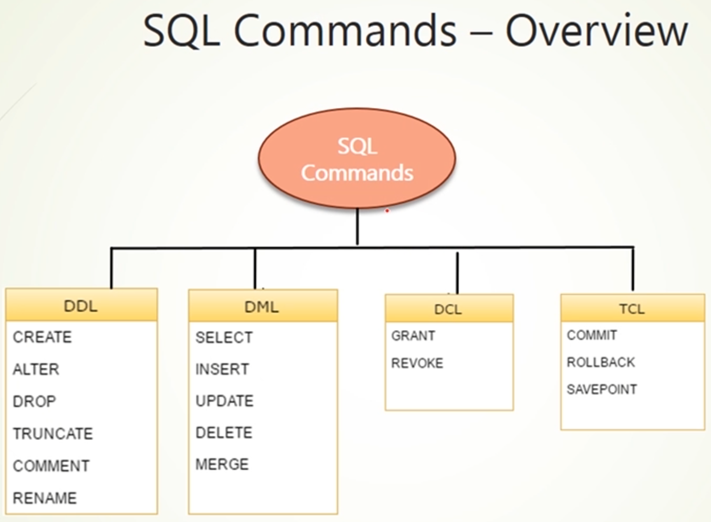 SQL Commands – Overview
SQL
Commands
DDL
CREATE
ALTER
DROP
TRUNCATE
COMMENT
RENAME
DML
SELECT
INSERT
UPDATE
DELETE
MERGE
DCL
GRANT
REVOKE
TCL
COMMIT
ROLLBACK
SAVEPOINT